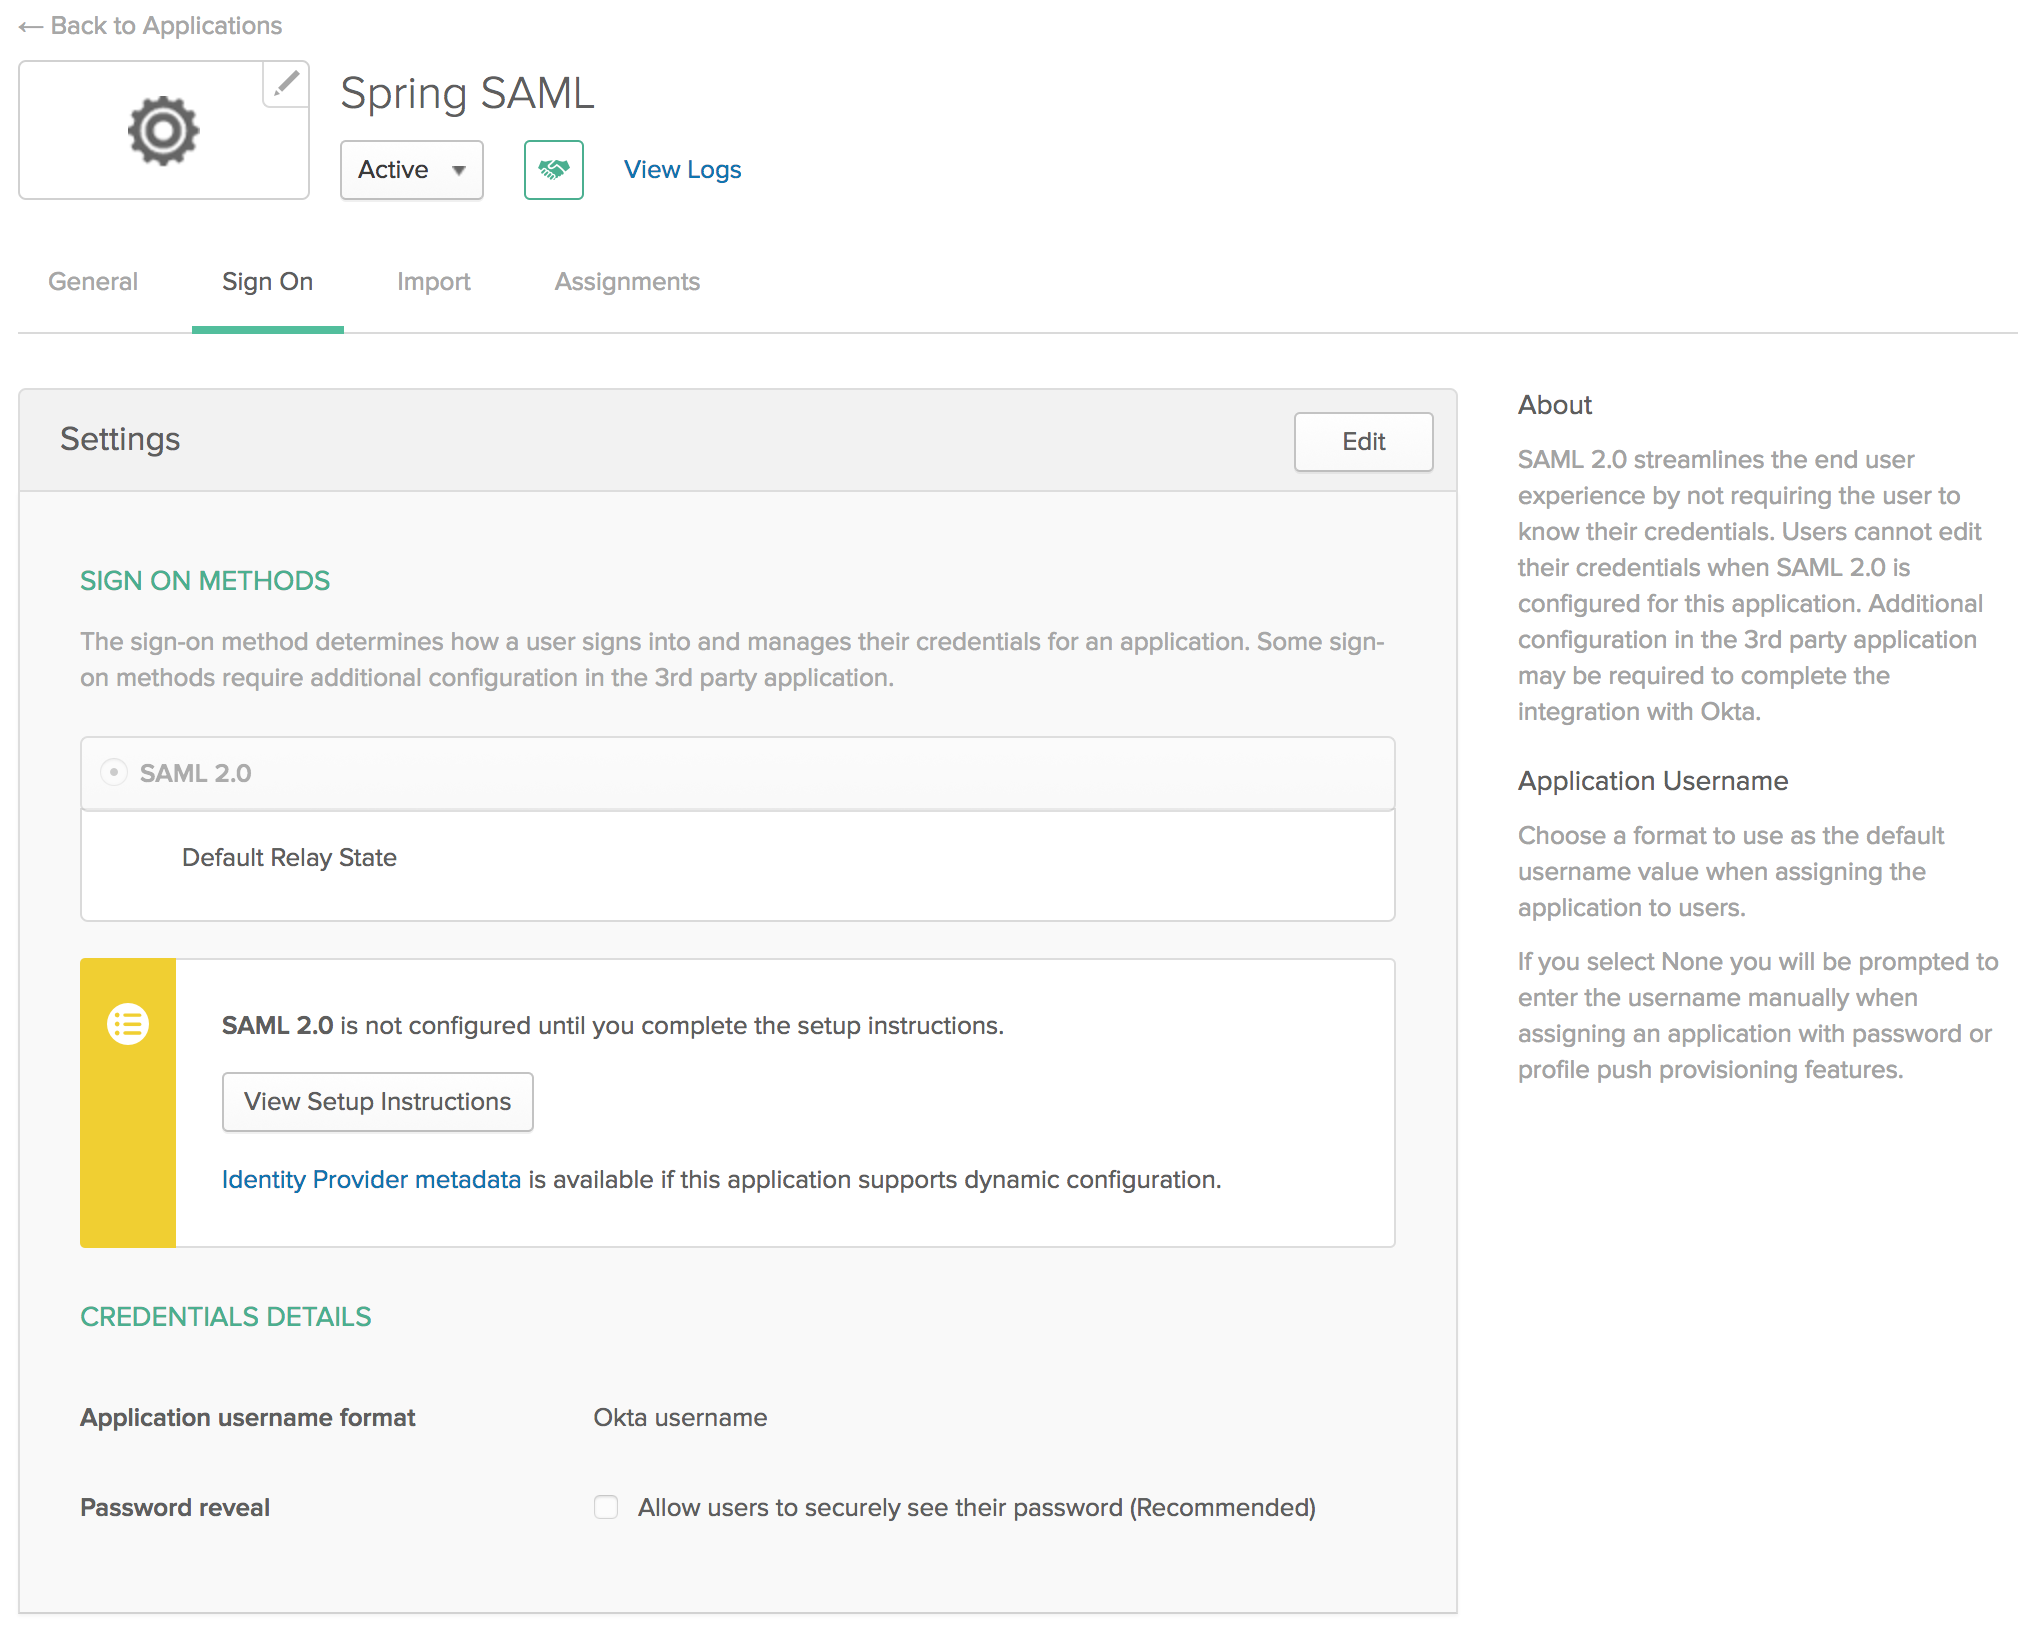 ← Back to Applications
Spring SAML
Active
View Logs
General
Sign On
Import
Assignments
Settings
Edit
SIGN ON METHODS
The sign-on method determines how a user signs into and manages their credentials for an application. Some sign-
on methods require additional configuration in the 3rd party application.
SAML 2.0
Default Relay State
SAML 2.0 is not configured until you complete the setup instructions.
View Setup Instructions
Identity Provider metadata is available if this application supports dynamic configuration.
CREDENTIALS DETAILS
Application username format
Okta username
Password reveal
Allow users to securely see their password (Recommended)
About
SAML 2.0 streamlines the end user
experience by not requiring the user to
know their credentials. Users cannot edit
their credentials when SAML 2.0 is
configured for this application. Additional
configuration in the 3rd party application
may be required to complete the
integration with Okta.
Application Username
Choose a format to use as the default
username value when assigning the
application to users.
If you select None you will be prompted to
enter the username manually when
assigning an application with password or
profile push provisioning features.